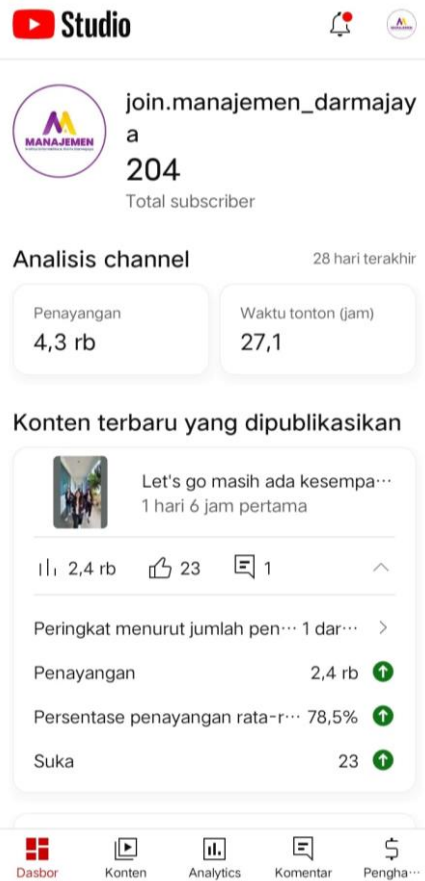 Studio
join.manajemen_darmajay
a
204
Total subscriber
MANAJEMEN
Analisis channel
28 hari terakhir
Penayangan
4,3 rb
Waktu tonton (jam)
27,1
Konten terbaru yang dipublikasikan
Let's go masih ada kesempa…
1 hari 6 jam pertama
2,4 rb
23
1
Peringkat menurut jumlah pen… 1 dar…
Penayangan 2,4 rb
Persentase penayangan rata-r… 78,5%
Suka 23
Dasbor
Konten
Analytics
Komentar
Pengha…